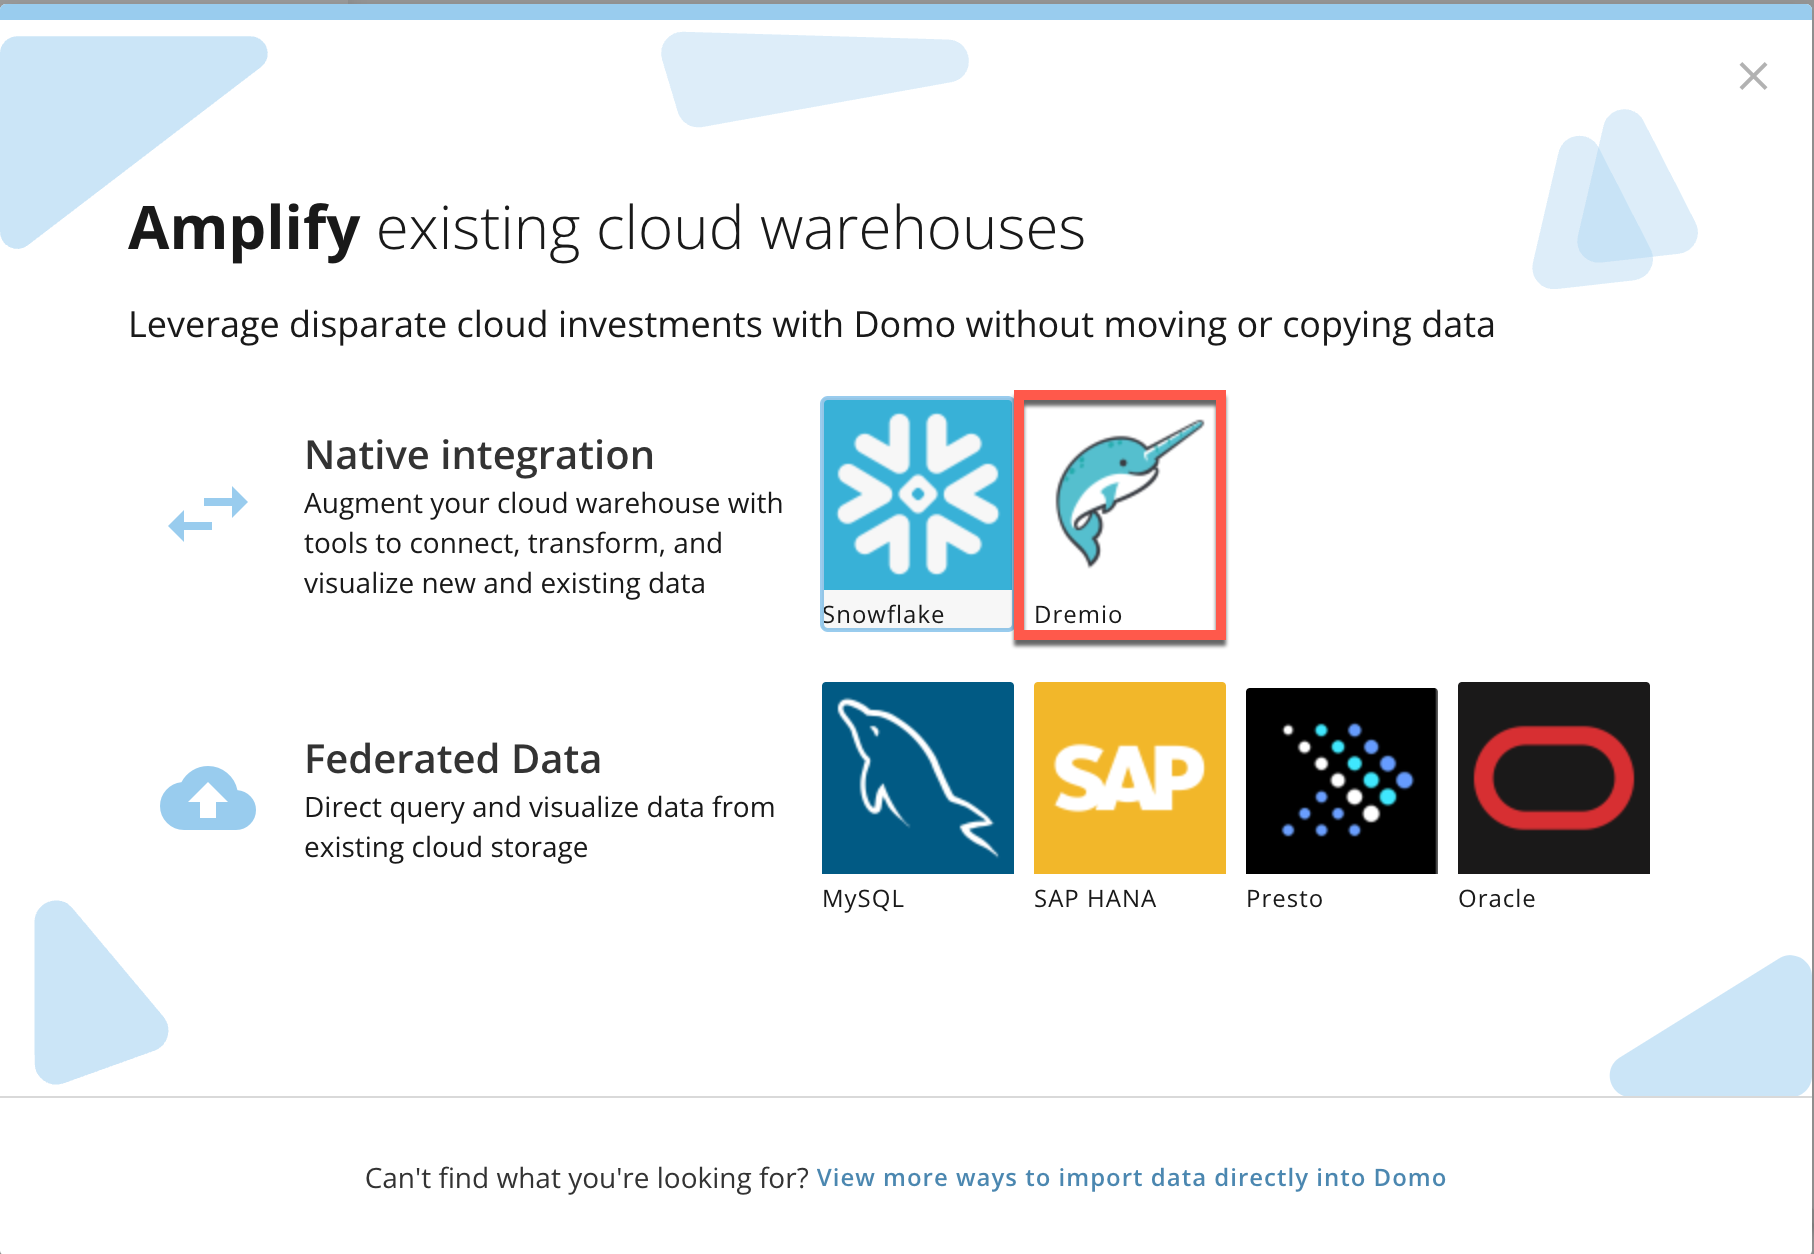 Amplify existing cloud warehouses
Leverage disparate cloud investments with Domo without moving or copying data
Native integration
Augment your cloud warehouse with
tools to connect, transform, and
visualize new and existing data
Snowflake
Dremio
Federated Data
Direct query and visualize data from
existing cloud storage
SAP
MySQL
SAP HANA
Presto
Oracle
Can't find what you're looking for? View more ways to import data directly into Domo